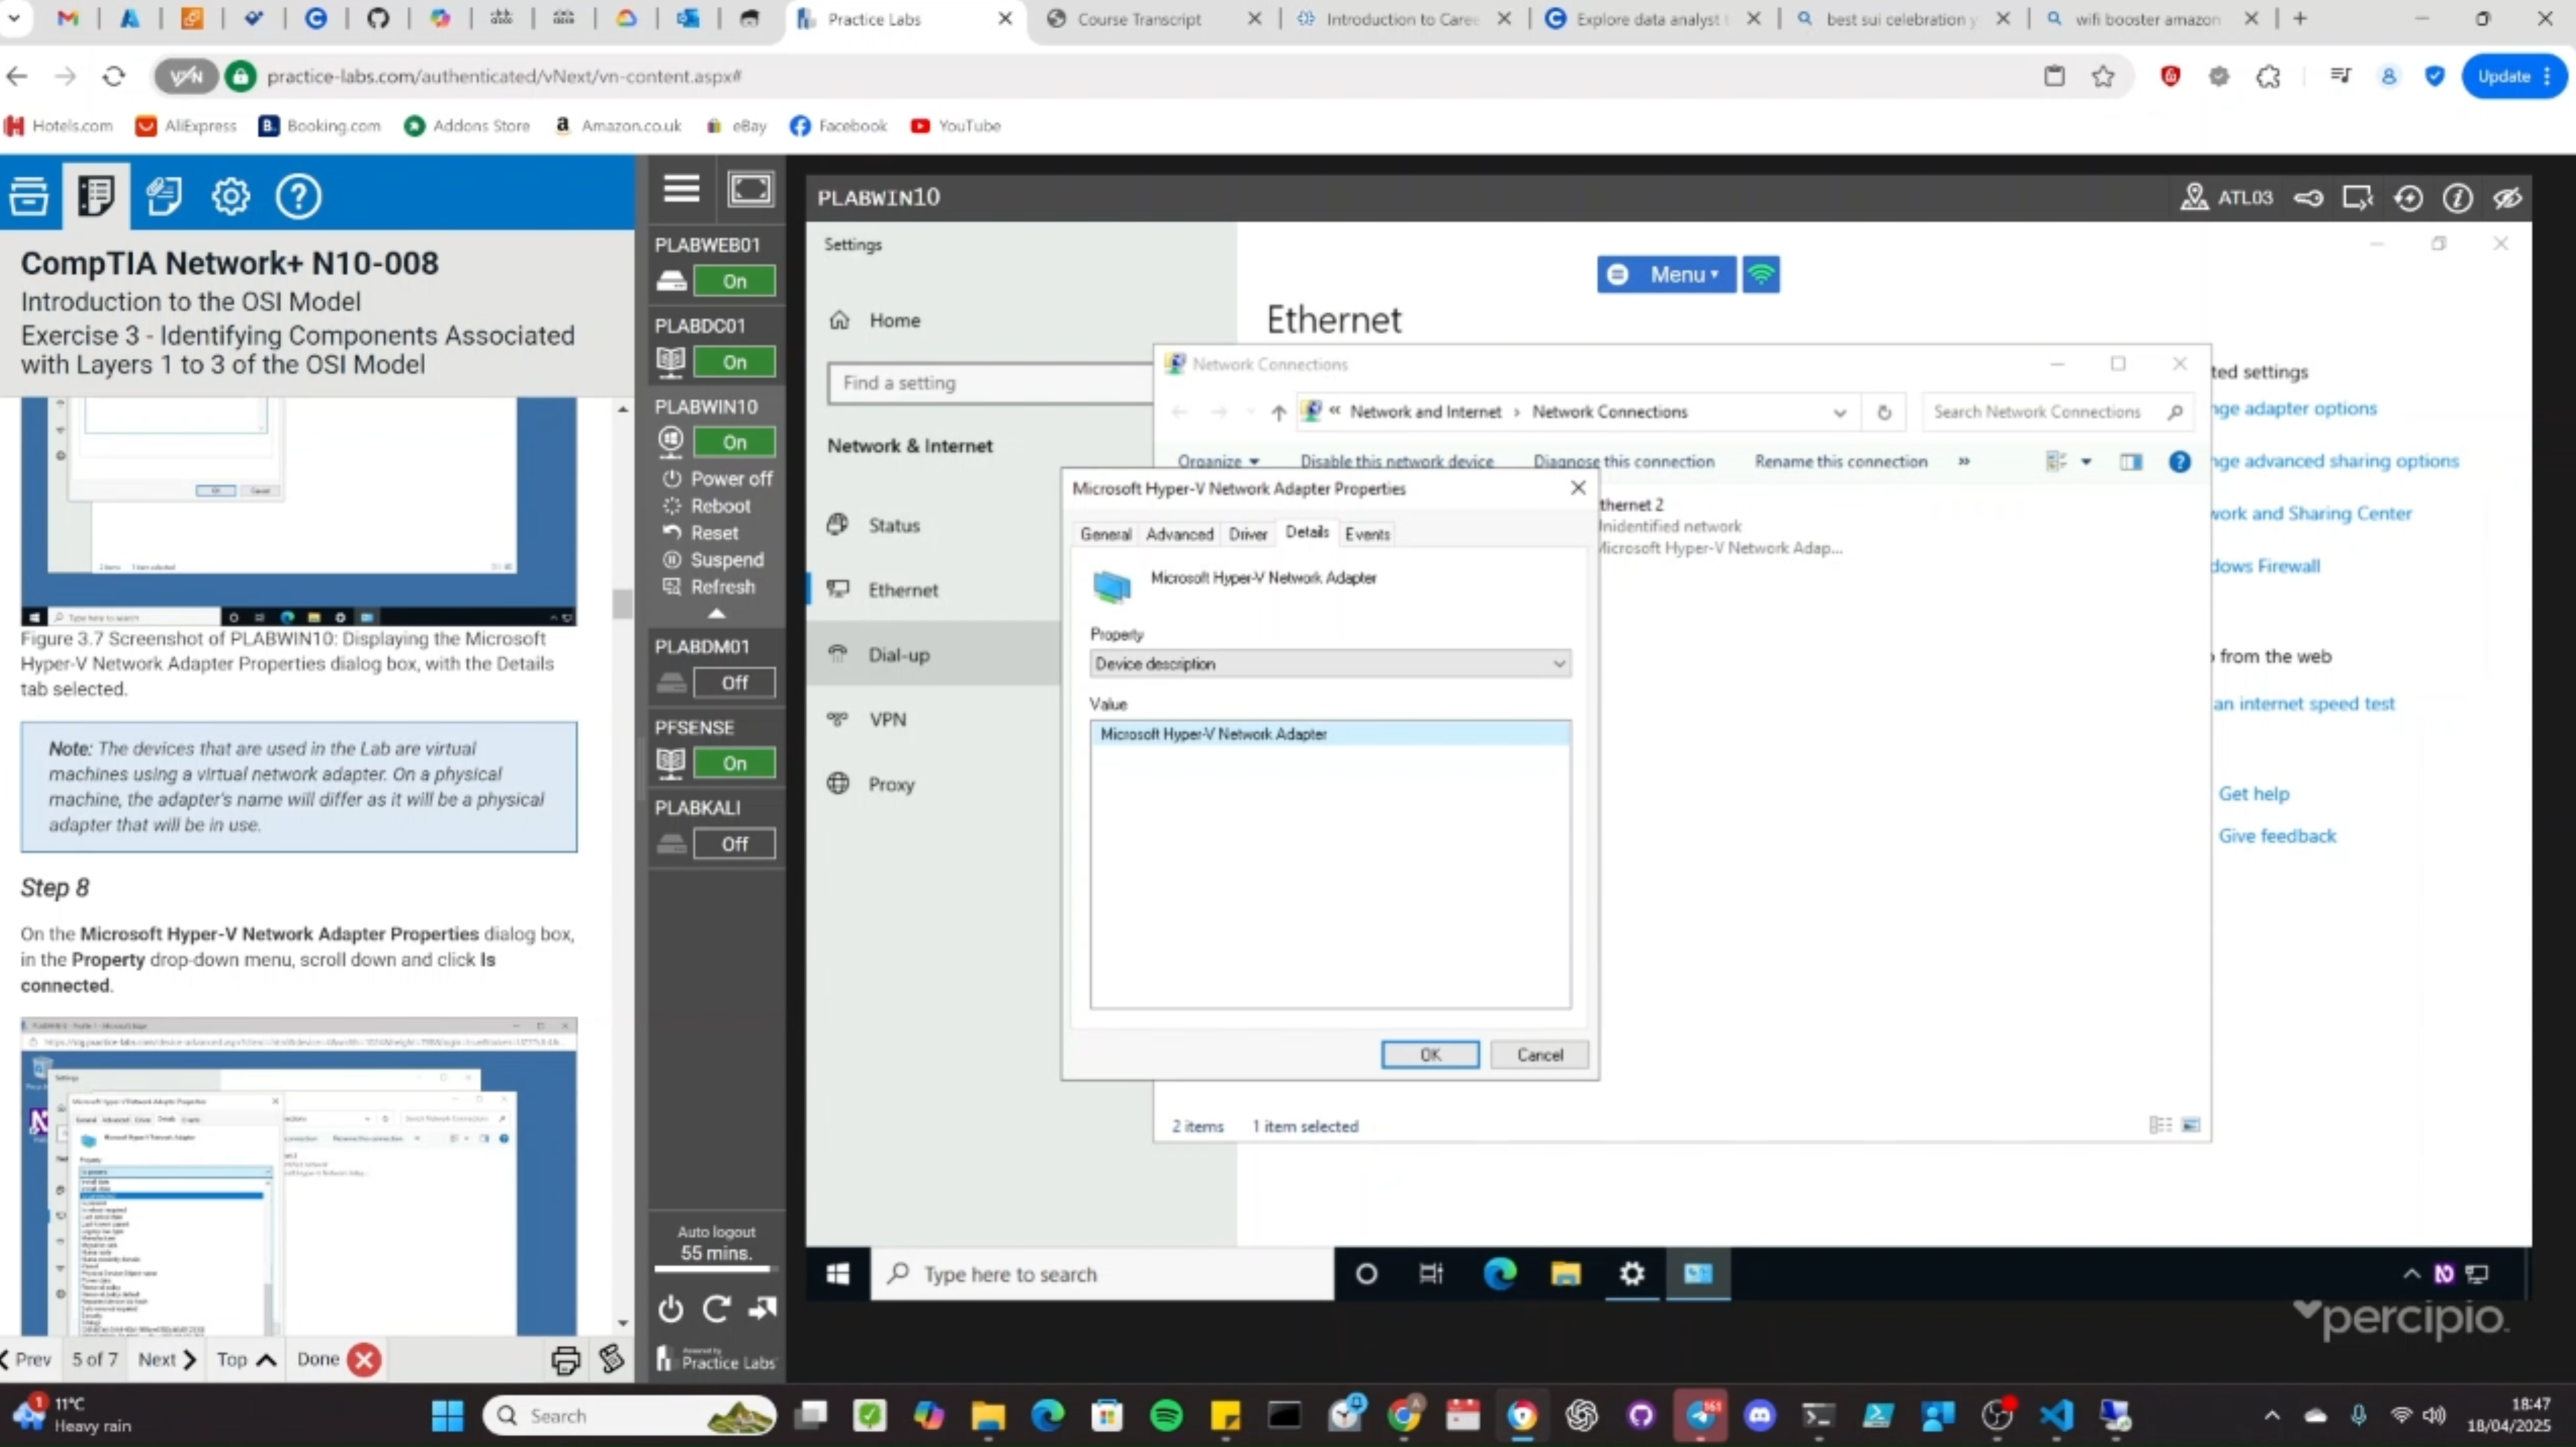 Practice Labs
Course Transcript
Introduction to Caree
Explore data analyst t
best sui celebration y
wifi booster amazon
VPN
practice-labs.com/authenticated/vNext/vn-content.aspx#
Update
Hotels.com
AliExpress
Booking.com
Addons Store
Amazon.co.uk
eBay
Facebook
YouTube
CompTIA Network+ N10-008
Introduction to the OSI Model
Exercise 3 - Identifying Components Associated
with Layers 1 to 3 of the OSI Model
Figure 3.7 Screenshot of PLABWIN10: Displaying the Microsoft
Hyper-V Network Adapter Properties dialog box, with the Details
tab selected.
Note: The devices that are used in the Lab are virtual
machines using a virtual network adapter. On a physical
machine, the adapter's name will differ as it will be a physical
adapter that will be in use.
Step 8
On the Microsoft Hyper-V Network Adapter Properties dialog box,
in the Property drop-down menu, scroll down and click Is
connected.
Prev
5 of 7
Next
Top
Done
PLABWEB01
On
PLABDC01
On
PLABWIN10
On
Power off
Reboot
Reset
Suspend
Refresh
PLABDM01
Off
PFSENSE
On
PLABKALI
Off
Auto logout
55 mins.
Powered by
Practice Labs
PLABWIN10
ATL03
Settings
Home
Find a setting
Network & Internet
Status
Ethernet
Dial-up
VPN
Proxy
Menu
Ethernet
Network Connections
Network and Internet › Network Connections
Search Network Connections
Organize
Disable this network device
Diagnose this connection
Rename this connection
»
thernet 2
Inidentified network
Microsoft Hyper-V Network Adap...
Microsoft Hyper-V Network Adapter Properties
General
Advanced
Driver
Details
Events
Microsoft Hyper-V Network Adapter
Property
Device description
Value
Microsoft Hyper-V Network Adapter
OK
Cancel
2 items
1 item selected
ted settings
nge adapter options
nge advanced sharing options
work and Sharing Center
dows Firewall
from the web
an internet speed test
Get help
Give feedback
Type here to search
percipio.
1
11°C
Heavy rain
Search
161
18:47
18/04/2025